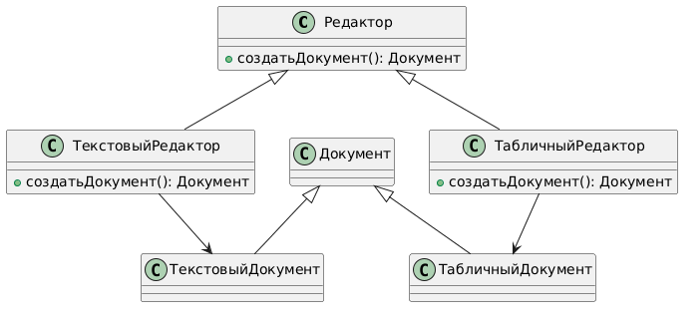 C Редактор
создатьДокумент(): Документ
C ТекстовыйРедактор
создатьДокумент(): Документ
C Документ
C ТабличныйРедактор
создатьДокумент(): Документ
C ТекстовыйДокумент
C ТабличныйДокумент